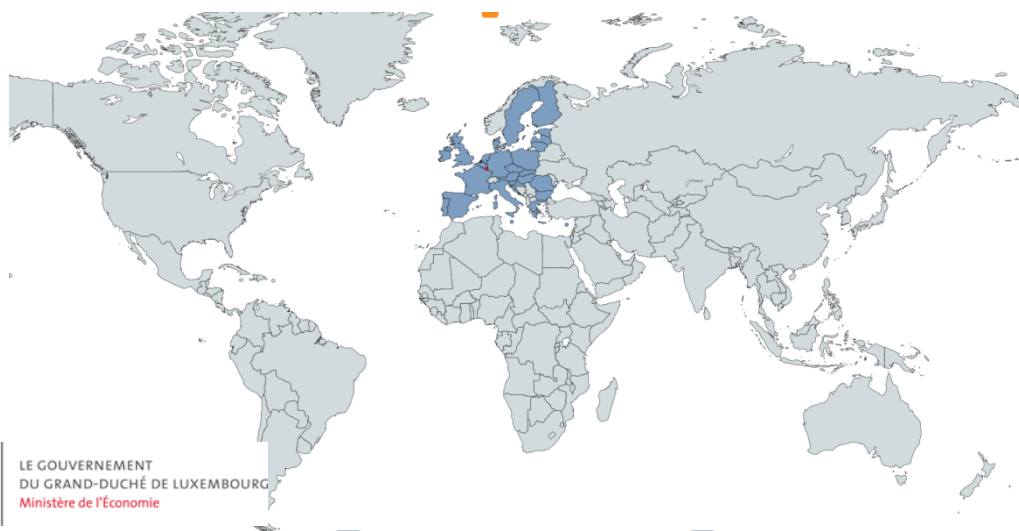 LE GOUVERNEMENT
DU GRAND-DUCHÉ DE LUXEMBOURG
Ministère de l'Économie